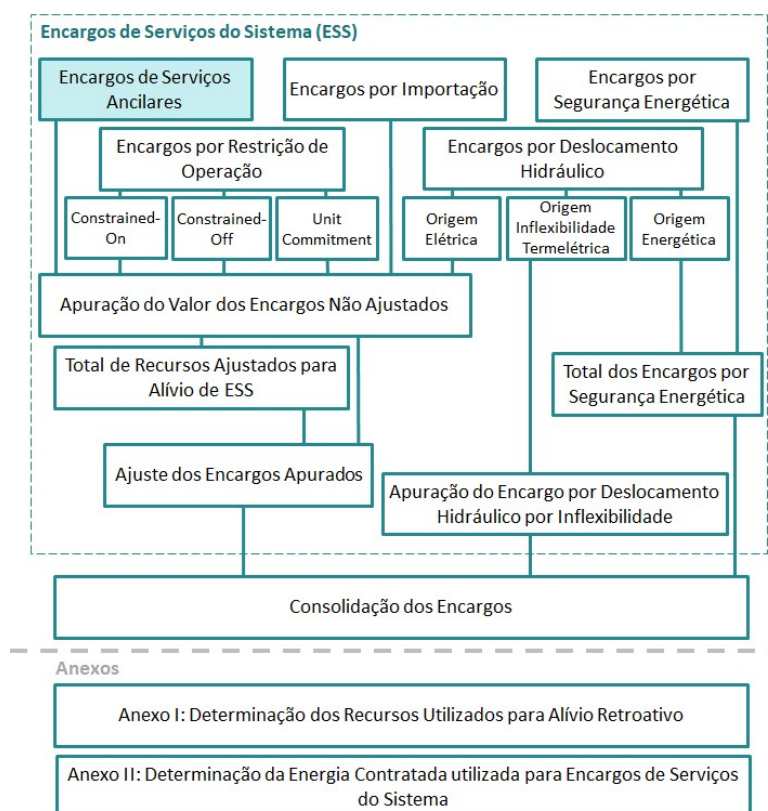 Encargos de Serviços do Sistema (ESS)
Encargos de Serviços
Ancilares
Encargos por Importação
Encargos por
Segurança Energética
Encargos por Restrição de
Operação
Encargos por Deslocamento
Hidráulico
Constrained-
On
Constrained-
Off
Unit
Commitment
Origem
Elétrica
Origem
Inflexibilidade
Termelétrica
Origem
Energética
Apuração do Valor dos Encargos Não Ajustados
Total de Recursos Ajustados para
Alívio de ESS
Total dos Encargos por
Segurança Energética
Ajuste dos Encargos Apurados
Apuração do Encargo por Deslocamento
Hidráulico por Inflexibilidade
Consolidação dos Encargos
Anexos
Anexo I: Determinação dos Recursos Utilizados para Alívio Retroativo
Anexo II: Determinação da Energia Contratada utilizada para Encargos de Serviços
do Sistema